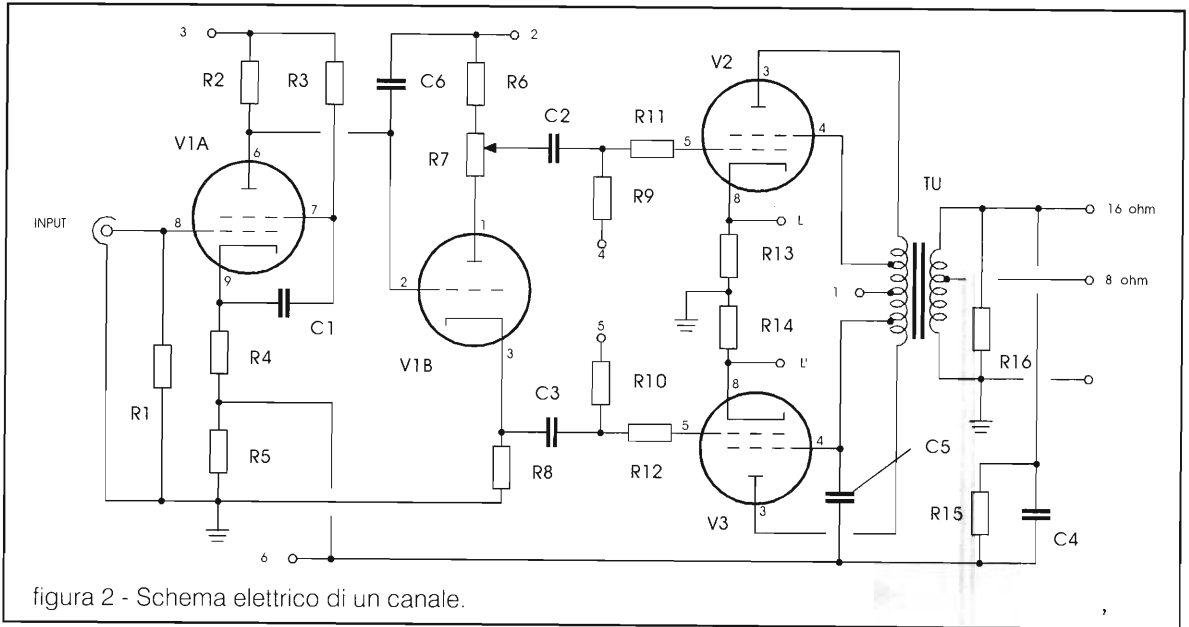 3
2
R2
R3
C6
R6
V2
3
C2
R11
4
V1A
6
5
R7
TU
INPUT
8
7
R9
8
L
16 ohm
4
1
R13
9
2
1
8 ohm
C1
R4
5
R14
V1B
3
L'
R16
R1
C3
R10
8
5
4
C5
R5
R8
R12
R15
V3
3
C4
6
figura 2 - Schema elettrico di un canale.